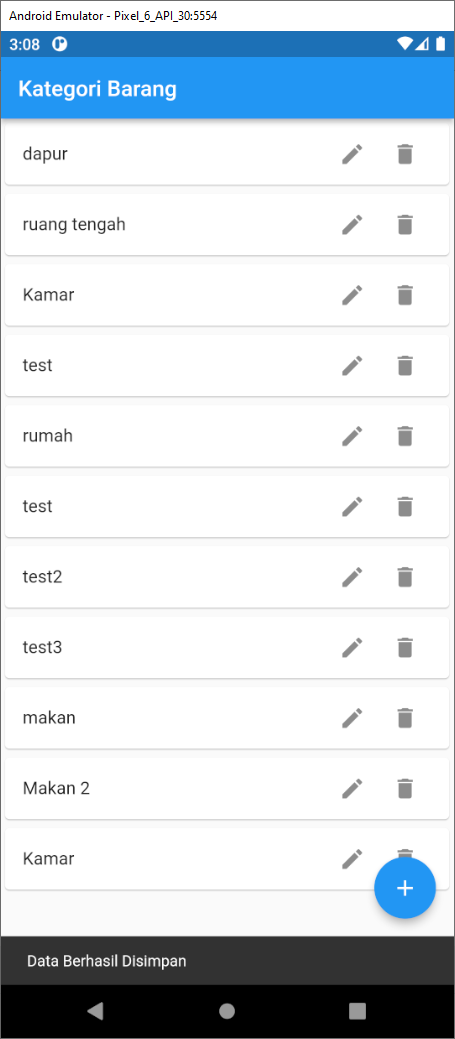 Android Emulator - Pixel_6_API_30:5554
3:08
Kategori Barang
dapur
ruang tengah
Kamar
test
rumah
test
test2
test3
makan
Makan 2
Kamar
Data Berhasil Disimpan